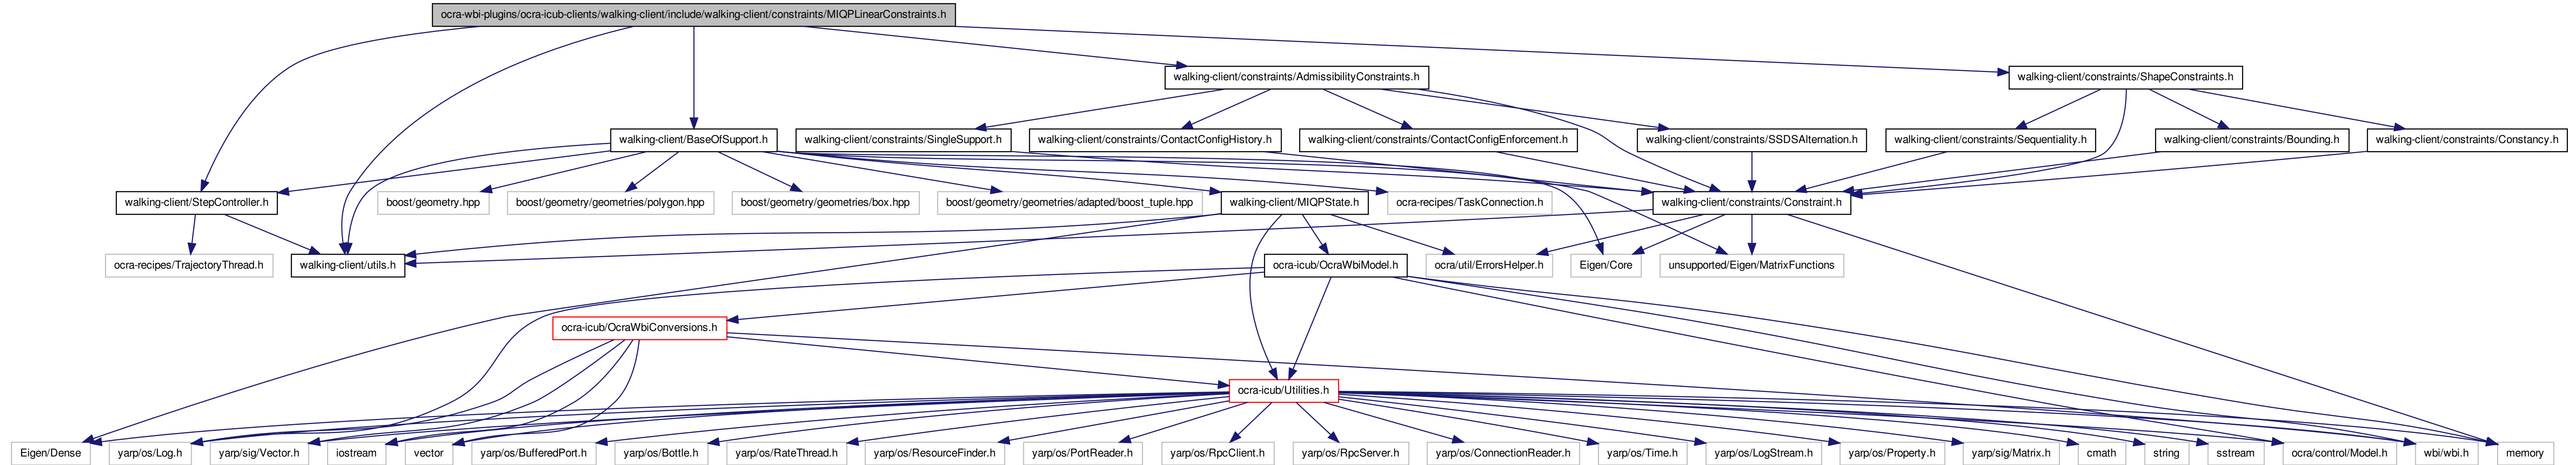 ocra-wbi-plugins/ocra-icub-clients/walking-client/include/walking-client/constraints/MIQPLinearConstraints.h
walking-client/constraints/AdmissibilityConstraints.h
walking-client/constraints/ShapeConstraints.h
walking-client/BaseOfSupport.h
walking-client/constraints/SingleSupport.h
walking-client/constraints/ContactConfigHistory.h
walking-client/constraints/ContactConfigEnforcement.h
walking-client/constraints/SSDSAlternation.h
walking-client/constraints/Sequentiality.h
walking-client/constraints/Bounding.h
walking-client/constraints/Constancy.h
walking-client/StepController.h
boost/geometry.hpp
boost/geometry/geometries/polygon.hpp
boost/geometry/geometries/box.hpp
boost/geometry/geometries/adapted/boost_tuple.hpp
walking-client/MIQPState.h
ocra-recipes/TaskConnection.h
walking-client/constraints/Constraint.h
ocra-recipes/TrajectoryThread.h
walking-client/utils.h
ocra-icub/OcraWbiModel.h
ocra/util/ErrorsHelper.h
Eigen/Core
unsupported/Eigen/MatrixFunctions
ocra-icub/OcraWbiConversions.h
ocra-icub/Utilities.h
Eigen/Dense
yarp/os/Log.h
yarp/sig/Vector.h
iostream
vector
yarp/os/BufferedPort.h
yarp/os/Bottle.h
yarp/os/RateThread.h
yarp/os/ResourceFinder.h
yarp/os/PortReader.h
yarp/os/RpcClient.h
yarp/os/RpcServer.h
yarp/os/ConnectionReader.h
yarp/os/Time.h
yarp/os/LogStream.h
yarp/os/Property.h
yarp/sig/Matrix.h
cmath
string
sstream
ocra/control/Model.h
wbi/wbi.h
memory